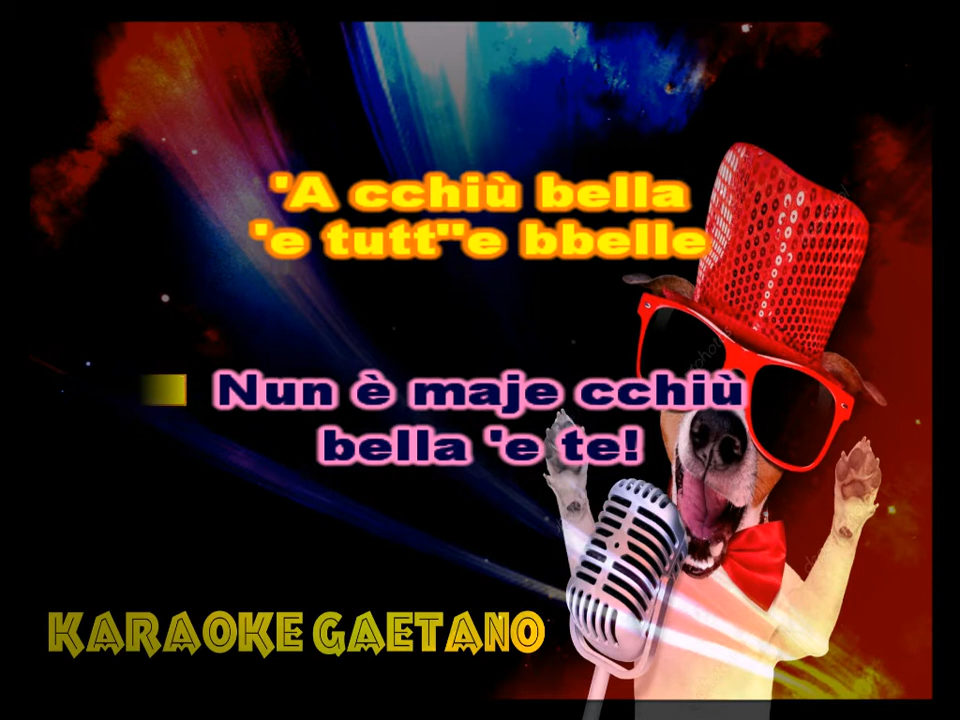 'A cchiù bella
'e tutt''e bbelle
Nun è maje cchiù
bella 'e te!
KARAOKE GAETANO